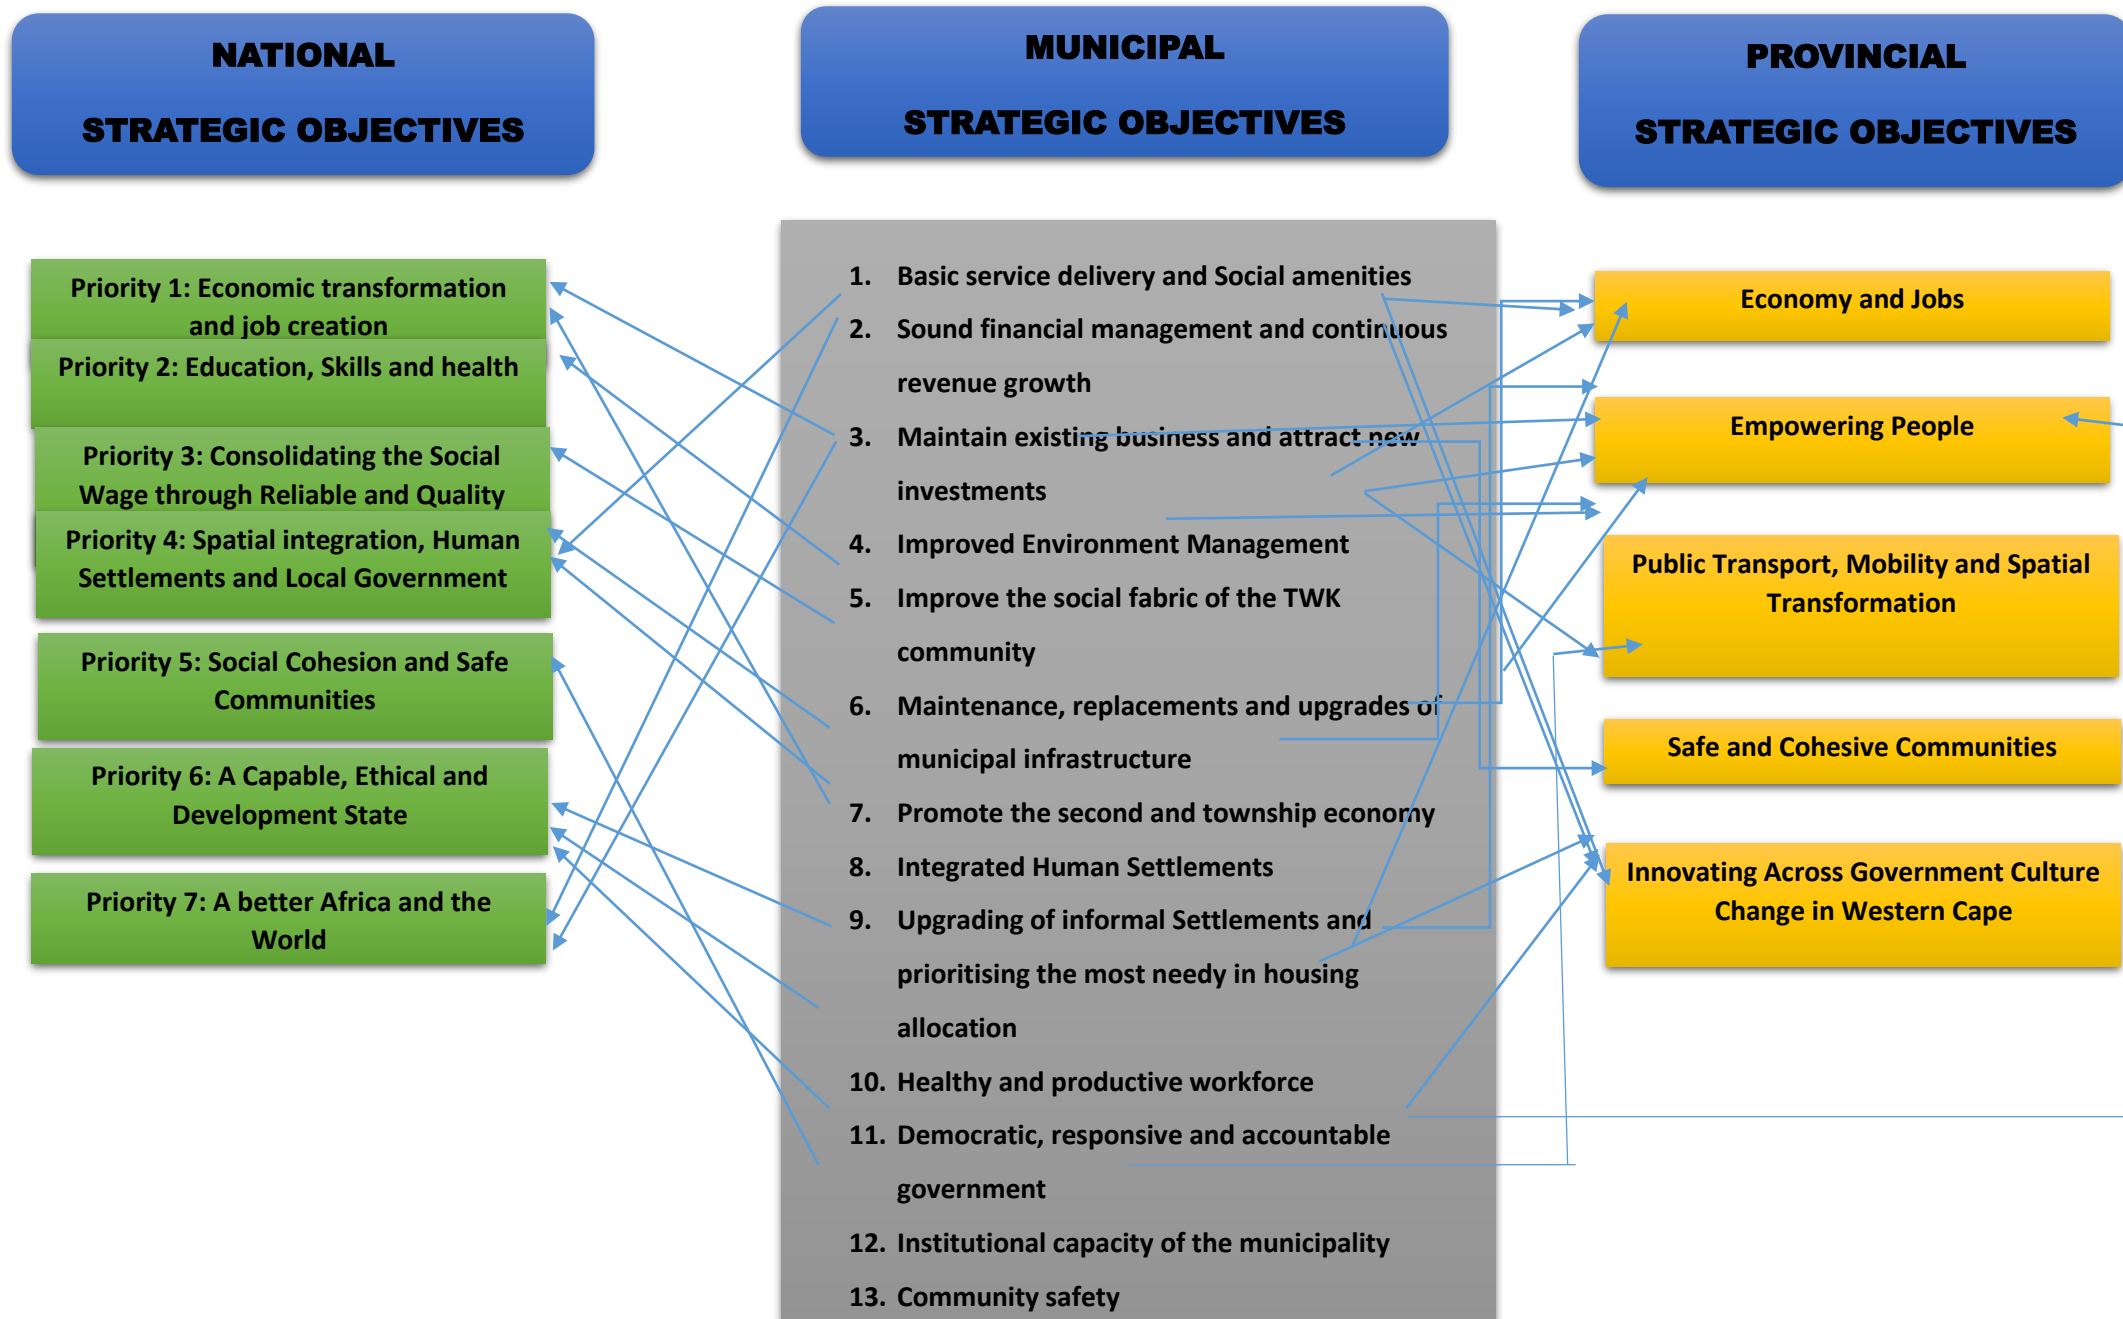 NATIONAL
STRATEGIC OBJECTIVES
MUNICIPAL
STRATEGIC OBJECTIVES
PROVINCIAL
STRATEGIC OBJECTIVES
Priority 1: Economic transformation
and job creation
Priority 2: Education, Skills and health
Priority 3: Consolidating the Social
Wage through Reliable and Quality
Priority 4: Spatial integration, Human
Settlements and Local Government
Priority 5: Social Cohesion and Safe
Communities
Priority 6: A Capable, Ethical and
Development State
Priority 7: A better Africa and the
World
1. Basic service delivery and Social amenities
2. Sound financial management and continuous
revenue growth
3. Maintain existing business and attract new
investments
4. Improved Environment Management
5. Improve the social fabric of the TWK
community
6. Maintenance, replacements and upgrades of
municipal infrastructure
7. Promote the second and township economy
8. Integrated Human Settlements
9. Upgrading of informal Settlements and
prioritising the most needy in housing
allocation
10. Healthy and productive workforce
11. Democratic, responsive and accountable
government
12. Institutional capacity of the municipality
13. Community safety
Economy and Jobs
Empowering People
Public Transport, Mobility and Spatial
Transformation
Safe and Cohesive Communities
Innovating Across Government Culture
Change in Western Cape